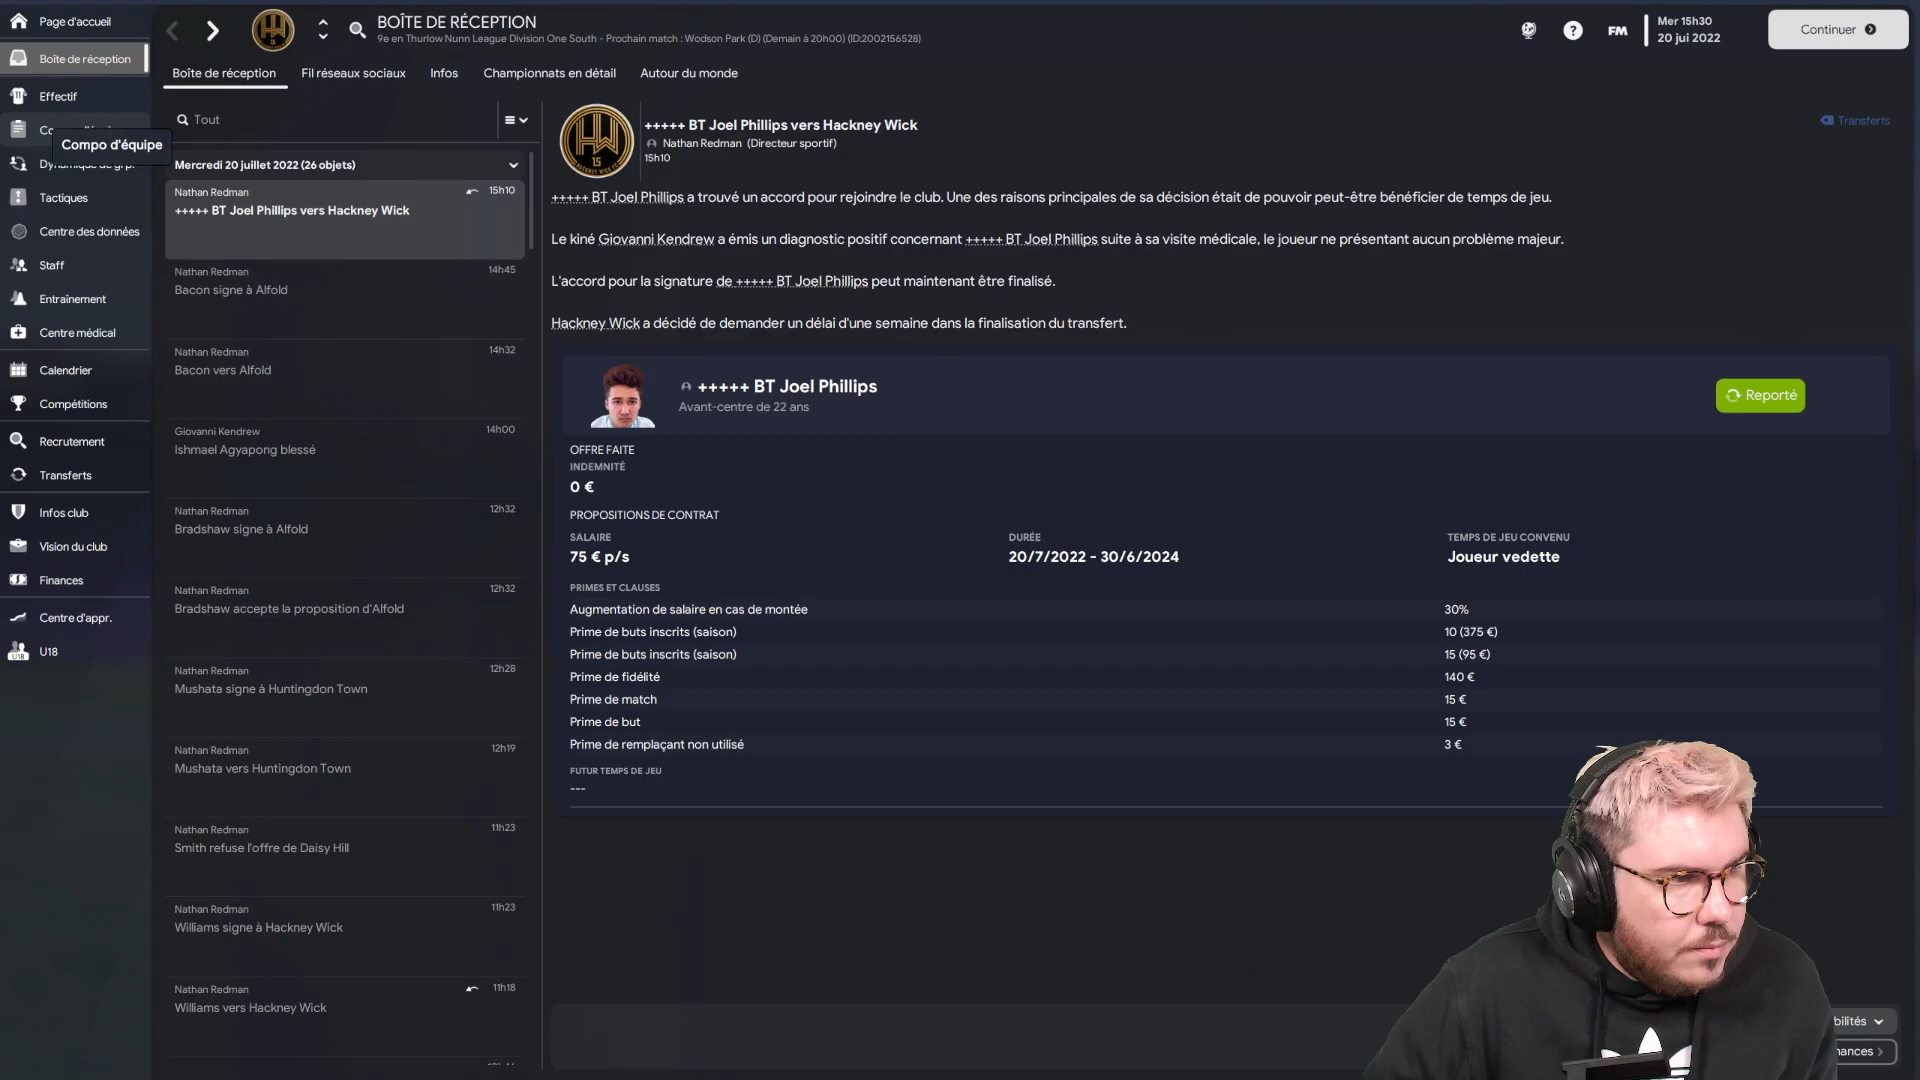 Page d'accueil
Boîte de réception
Effectif
Compo d'équipe
Tactiques
Centre des données
Staff
Entraînement
Centre médical
Calendrier
Compétitions
Recrutement
Transferts
Infos club
Vision du club
Finances
Centre d'appr.
U18
BOÎTE DE RÉCEPTION
9e en Thurlow Nunn League Division One South - Prochain match : Wodson Park (D) (Demain à 20h00) (ID:2002156528)
FM
Mer 15h30
20 jui 2022
Continuer
Boîte de réception Fil réseaux sociaux Infos Championnats en détail Autour du monde
Tout
Mercredi 20 juillet 2022 (26 objets)
Nathan Redman 15h10
+++++ BT Joel Phillips vers Hackney Wick
Nathan Redman 14h45
Bacon signe à Alfold
Nathan Redman 14h32
Bacon vers Alfold
Giovanni Kendrew 14h00
Ishmael Agyapong blessé
Nathan Redman 12h32
Bradshaw signe à Alfold
Nathan Redman 12h32
Bradshaw accepte la proposition d'Alfold
Nathan Redman 12h28
Mushata signe à Huntingdon Town
Nathan Redman 12h19
Mushata vers Huntingdon Town
Nathan Redman 11h23
Smith refuse l'offre de Daisy Hill
Nathan Redman 11h23
Williams signe à Hackney Wick
Nathan Redman 11h18
Williams vers Hackney Wick
+++++ BT Joel Phillips vers Hackney Wick
Nathan Redman (Directeur sportif)
15h10
Transferts
+++++ BT Joel Phillips a trouvé un accord pour rejoindre le club. Une des raisons principales de sa décision était de pouvoir peut-être bénéficier de temps de jeu.
Le kiné Giovanni Kendrew a émis un diagnostic positif concernant +++++ BT Joel Phillips suite à sa visite médicale, le joueur ne présentant aucun problème majeur.
L'accord pour la signature de +++++ BT Joel Phillips peut maintenant être finalisé.
Hackney Wick a décidé de demander un délai d'une semaine dans la finalisation du transfert.
+++++ BT Joel Phillips
Avant-centre de 22 ans
Reporté
OFFRE FAITE
INDEMNITÉ
0 €
PROPOSITIONS DE CONTRAT
SALAIRE DURÉE TEMPS DE JEU CONVENU
75 € p/s 20/7/2022 - 30/6/2024 Joueur vedette
PRIMES ET CLAUSES
Augmentation de salaire en cas de montée 30%
Prime de buts inscrits (saison) 10 (375 €)
Prime de buts inscrits (saison) 15 (95 €)
Prime de fidélité 140 €
Prime de match 15 €
Prime de but 15 €
Prime de remplaçant non utilisé 3 €
FUTUR TEMPS DE JEU
---